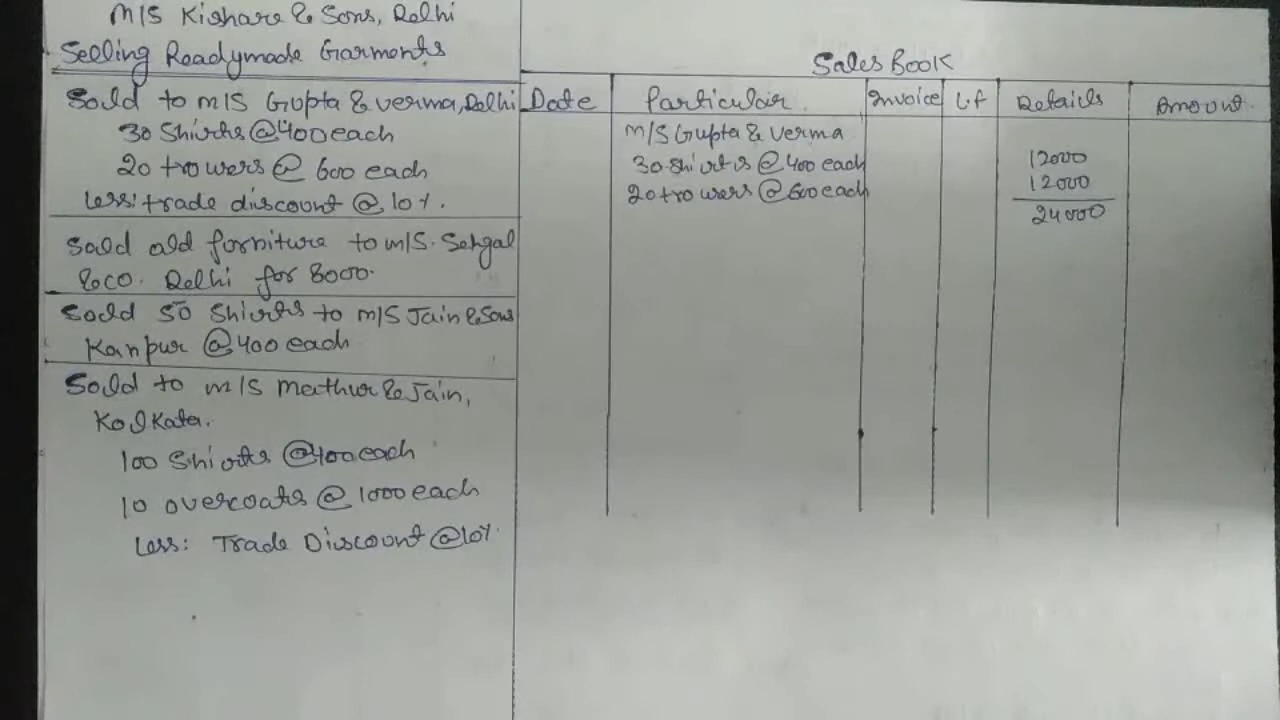 M/S Kishore & Sons, Delhi
Selling Readymade Garments
Sold to M/S Gupta & Verma, Delhi
30 Shirts @ 400 each
20 trowers @ 600 each
Less: trade discount @ 10%.
Sold old forniture to M/S. Sehgal
& co. Delhi for 8000.
Sold 50 Shirts to M/S Jain & Sons
Kanpur @ 400 each
Sold to M/S Mathur & Jain,
Kolkata.
100 Shirts @ 400 each
10 overcoats @ 1000 each
Less: Trade Discount @ 10%.
Sales Book
Date Particular Invoice Lf Details Amount.
M/S Gupta & Verma
30 Shirts @ 400 each 12000
20 trowers @ 600 each 12000
24000